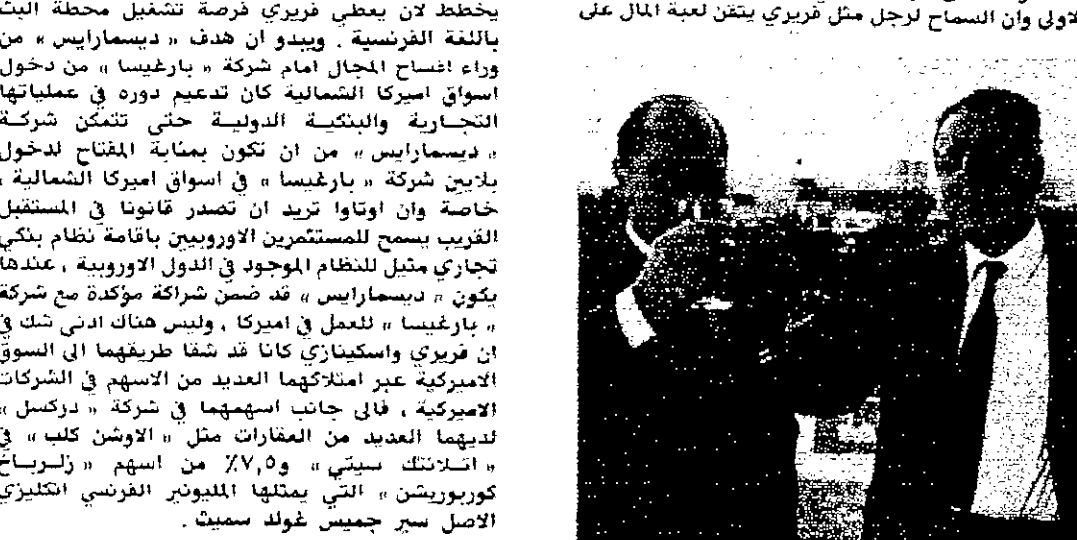 الاولى وان السماح لرجل مثل فريري يتقن لعبة المال على
يخطط لان يعطي فريري فرصة تشغيل محطة البث
باللغة الفرنسية . ويبدو ان هدف « ديسمارايس » من
وراء افساح المجال امام شركة « بارغيسا » من دخول
اسواق اميركا الشمالية كان تدعيم دوره في عملياتها
التجارية والبنكية الدولية حتى تتمكن شركة
« ديسمارايس » من ان تكون بمثابة المفتاح لدخول
بلايين شركة « بارغيسا » في اسواق اميركا الشمالية ،
خاصة وان اوتاوا تريد ان تصدر قانونا في المستقبل
القريب يسمح للمستثمرين الاوروبيين باقامة نظام بنكي
تجاري مثيل للنظام الموجود في الدول الاوروبية ، عندها
يكون « ديسمارايس » قد ضمن شراكة مؤكدة مع شركة
« بارغيسا » للعمل في اميركا ، وليس هناك ادنى شك في
ان فريري واسكينازي كانا قد شقا طريقهما الى السوق
الاميركية عبر امتلاكهما العديد من الاسهم في الشركات
الاميركية ، فالى جانب اسهمهما في شركة « دركسل »
لديهما العديد من العقارات مثل « الاوشن كلب » في
« اتلانتك سيتي » و٧,٥٪ من اسهم « زلرباخ
كوربوريشن » التي يمثلها المليونير الفرنسي انكليزي
الاصل سير جميس غولد سميث .